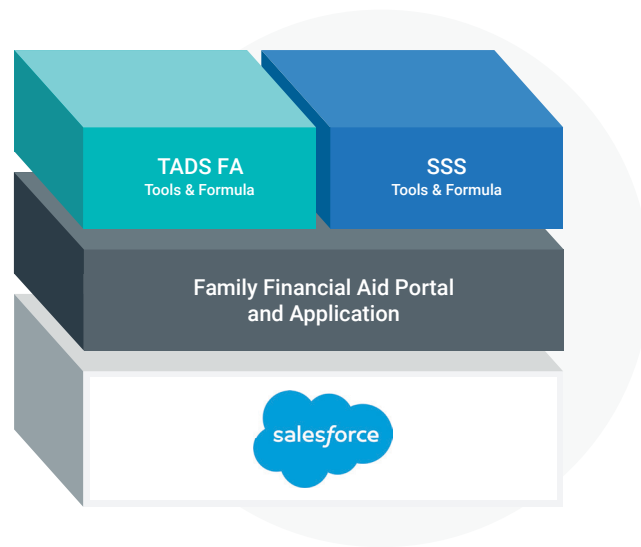 TADS FA
Tools & Formula
SSS
Tools & Formula
Family Financial Aid Portal
and Application
salesforce